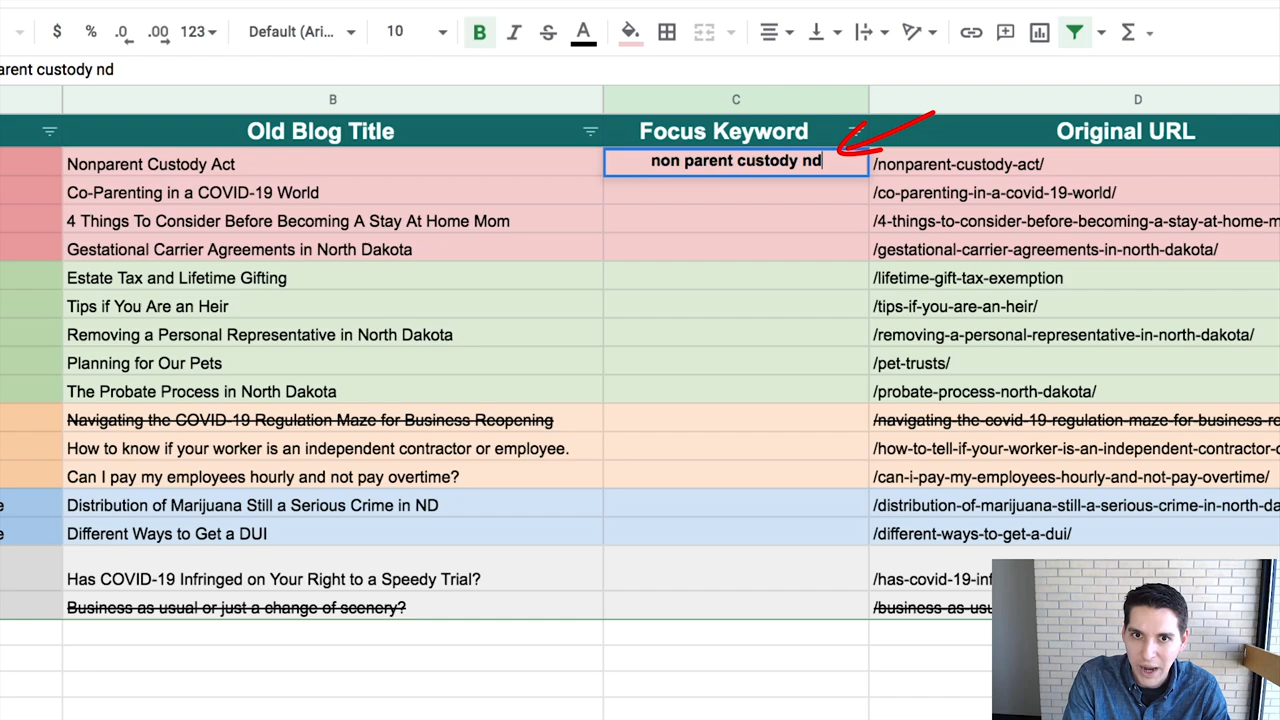 $ % .0 .00 123 Default (Ari... 10 B I S A Σ
arent custody nd
B C D
Old Blog Title Focus Keyword Original URL
Nonparent Custody Act non parent custody nd /nonparent-custody-act/
Co-Parenting in a COVID-19 World /co-parenting-in-a-covid-19-world/
4 Things To Consider Before Becoming A Stay At Home Mom /4-things-to-consider-before-becoming-a-stay-at-home-m
Gestational Carrier Agreements in North Dakota /gestational-carrier-agreements-in-north-dakota/
Estate Tax and Lifetime Gifting /lifetime-gift-tax-exemption
Tips if You Are an Heir /tips-if-you-are-an-heir/
Removing a Personal Representative in North Dakota /removing-a-personal-representative-in-north-dakota/
Planning for Our Pets /pet-trusts/
The Probate Process in North Dakota /probate-process-north-dakota/
Navigating the COVID-19 Regulation Maze for Business Reopening /navigating-the-covid-19-regulation-maze-for-business-re
How to know if your worker is an independent contractor or employee. /how-to-tell-if-your-worker-is-an-independent-contractor-
Can I pay my employees hourly and not pay overtime? /can-i-pay-my-employees-hourly-and-not-pay-overtime/
e Distribution of Marijuana Still a Serious Crime in ND /distribution-of-marijuana-still-a-serious-crime-in-north-da
e Different Ways to Get a DUI /different-ways-to-get-a-dui/
Has COVID-19 Infringed on Your Right to a Speedy Trial? /has-covid-19-inf
Business as usual or just a change of scenery? /business-as-usu